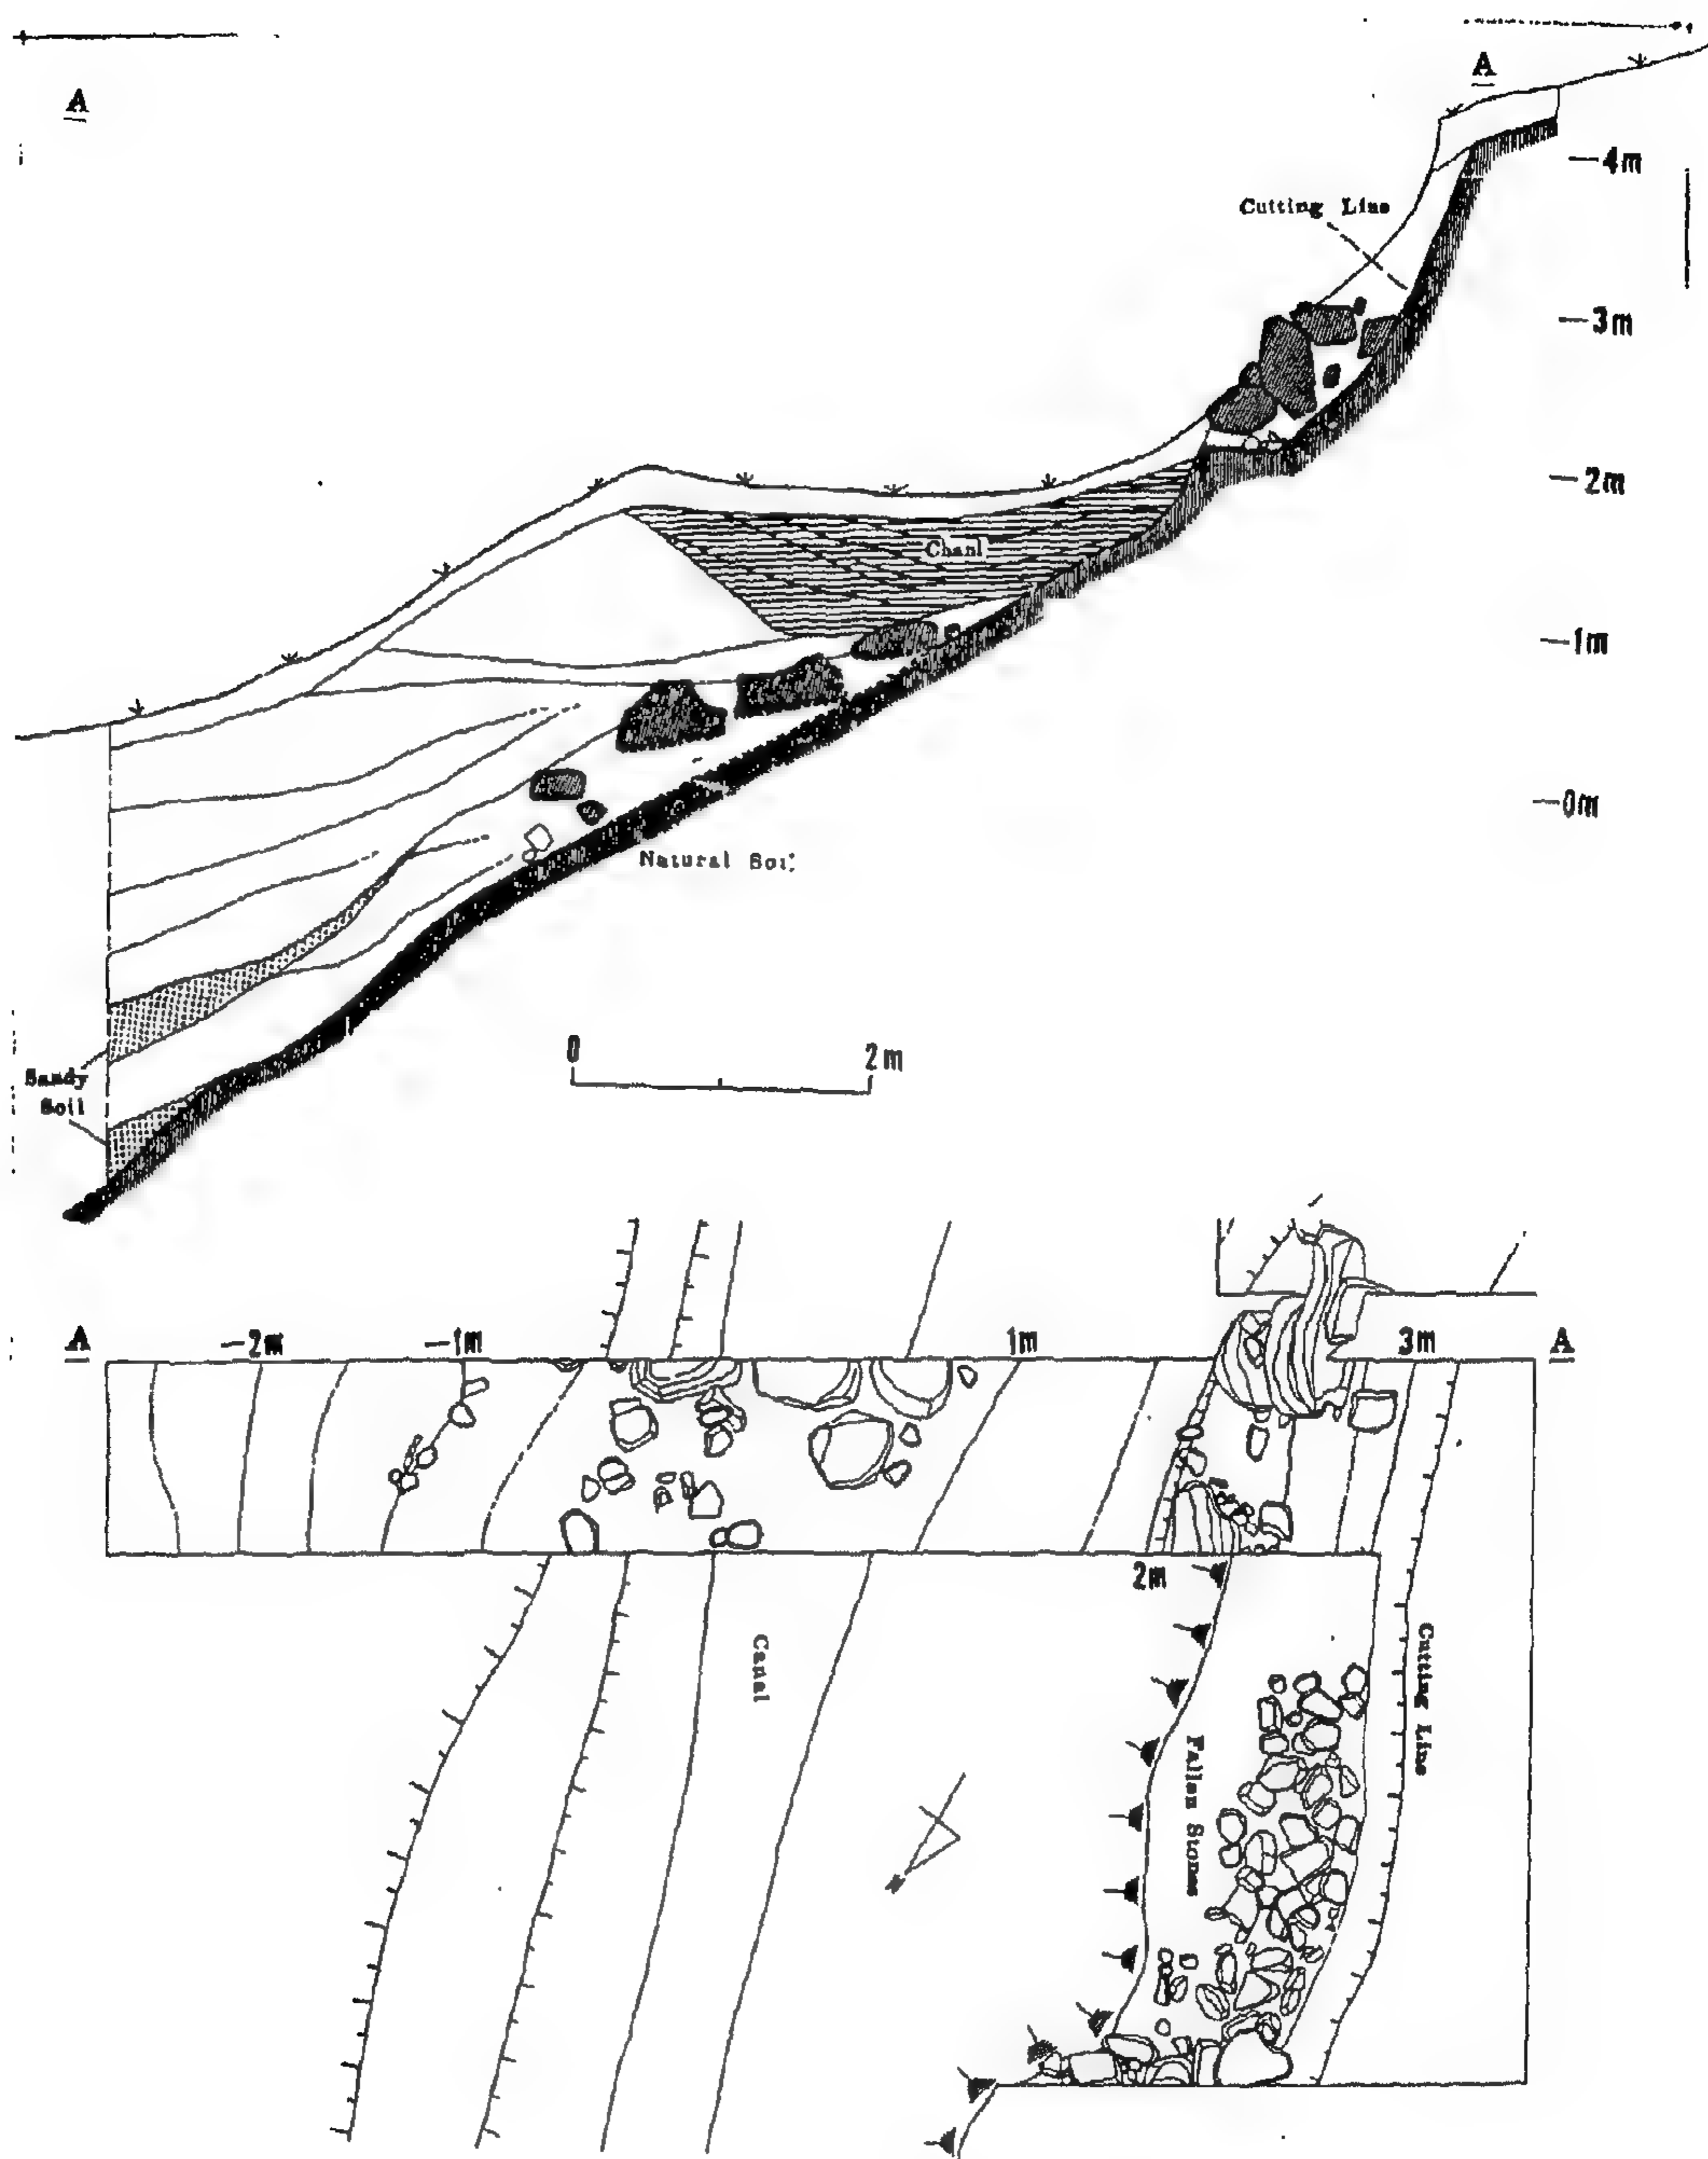 A
A
—4m
Cutting Line
—3m
—2m
Chanl
—1m
—0m
Natural Soil
0 2m
Sandy
Soil
A —2m —1m 1m 3m A
2m
Canal
Cutting Line
Fallen Stones